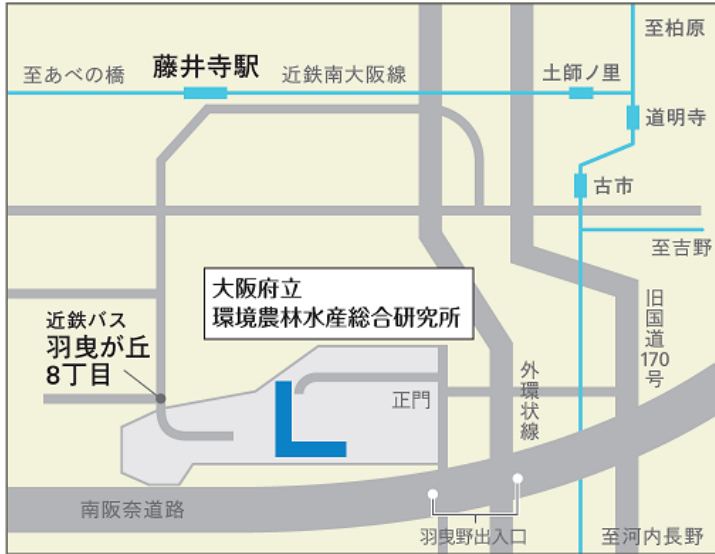 至柏原
至あべの橋
藤井寺駅
近鉄南大阪線
土師ノ里
道明寺
古市
至吉野
大阪府立
環境農林水産総合研究所
近鉄バス
羽曳が丘
8丁目
旧国道170号
外環状線
正門
南阪奈道路
羽曳野出入口
至河内長野